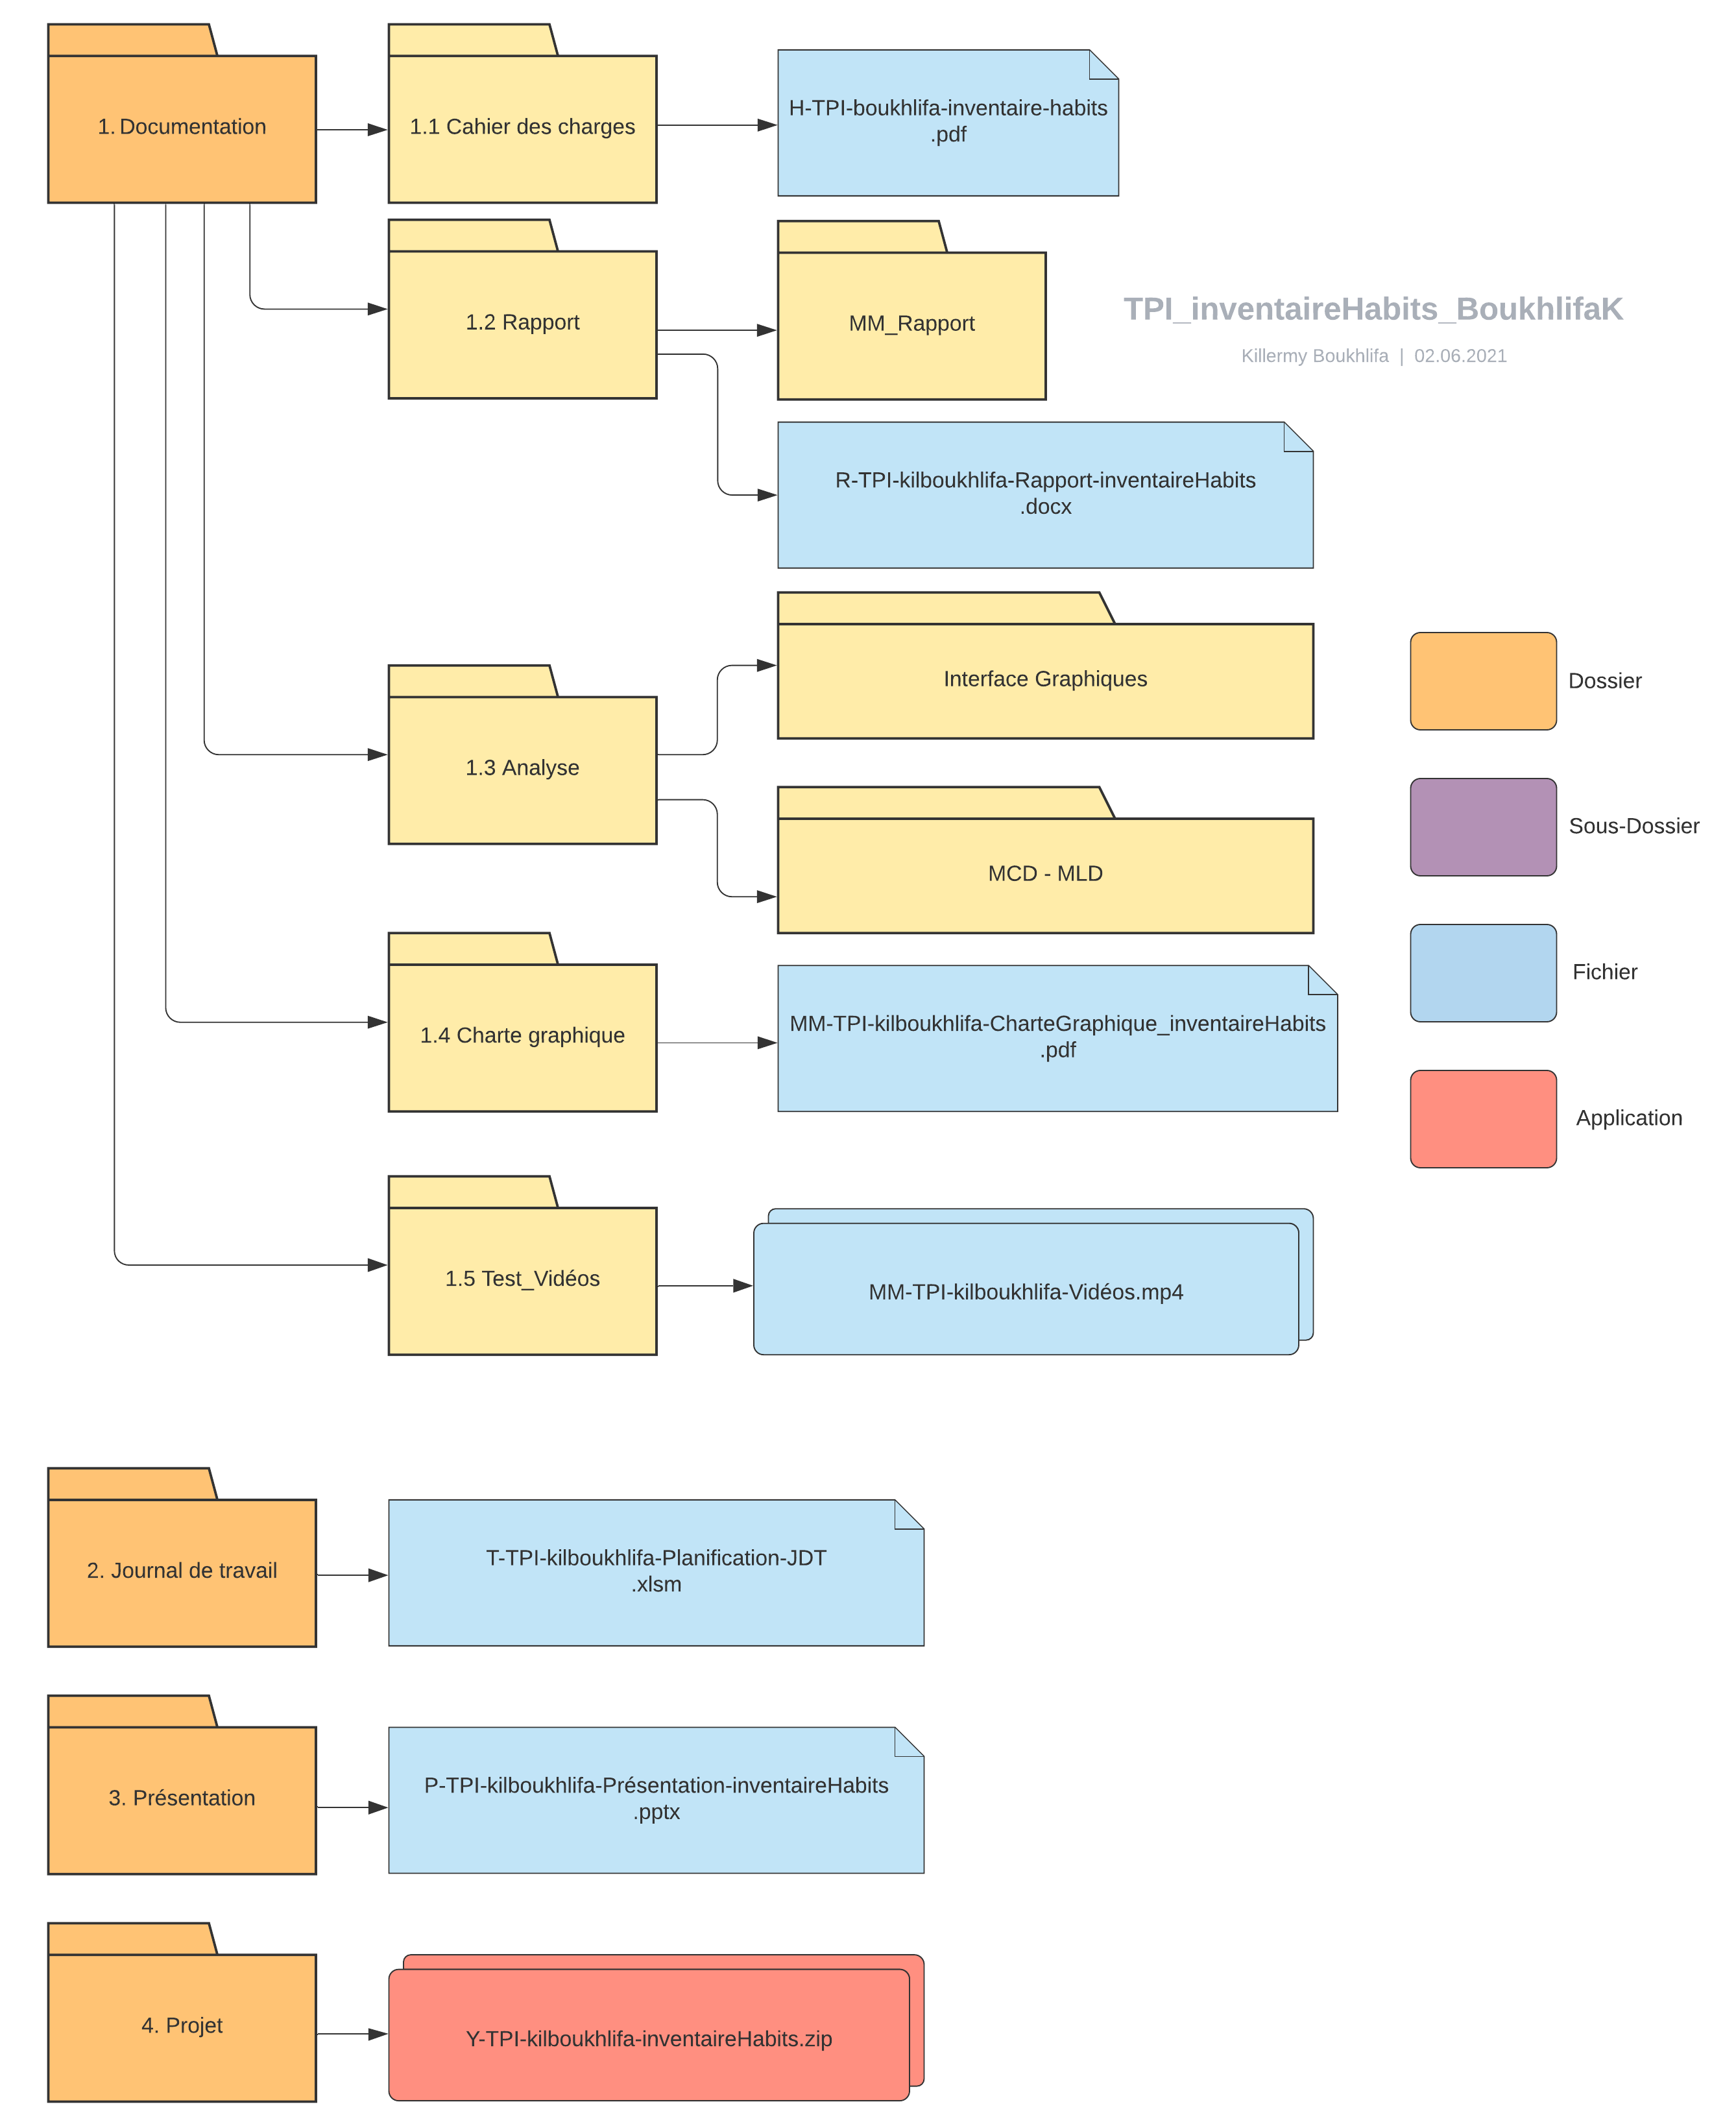 1. Documentation
1.1 Cahier des charges
H-TPI-boukhlifa-inventaire-habits
.pdf
1.2 Rapport
MM_Rapport
TPI_inventaireHabits_BoukhlifaK
Killermy Boukhlifa | 02.06.2021
R-TPI-kilboukhlifa-Rapport-inventaireHabits
.docx
1.3 Analyse
Interface Graphiques
MCD - MLD
1.4 Charte graphique
MM-TPI-kilboukhlifa-CharteGraphique_inventaireHabits
.pdf
1.5 Test_Vidéos
MM-TPI-kilboukhlifa-Vidéos.mp4
Dossier
Sous-Dossier
Fichier
Application
2. Journal de travail
T-TPI-kilboukhlifa-Planification-JDT
.xlsm
3. Présentation
P-TPI-kilboukhlifa-Présentation-inventaireHabits
.pptx
4. Projet
Y-TPI-kilboukhlifa-inventaireHabits.zip